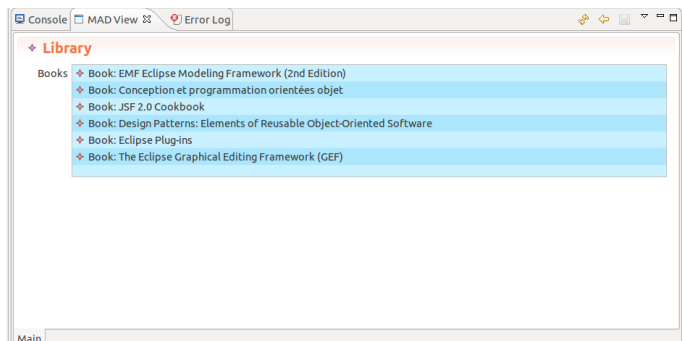 Console MAD View Error Log
Library
Books Book: EMF Eclipse Modeling Framework (2nd Edition)
Book: Conception et programmation orientées objet
Book: JSF 2.0 Cookbook
Book: Design Patterns: Elements of Reusable Object-Oriented Software
Book: Eclipse Plug-ins
Book: The Eclipse Graphical Editing Framework (GEF)
Main